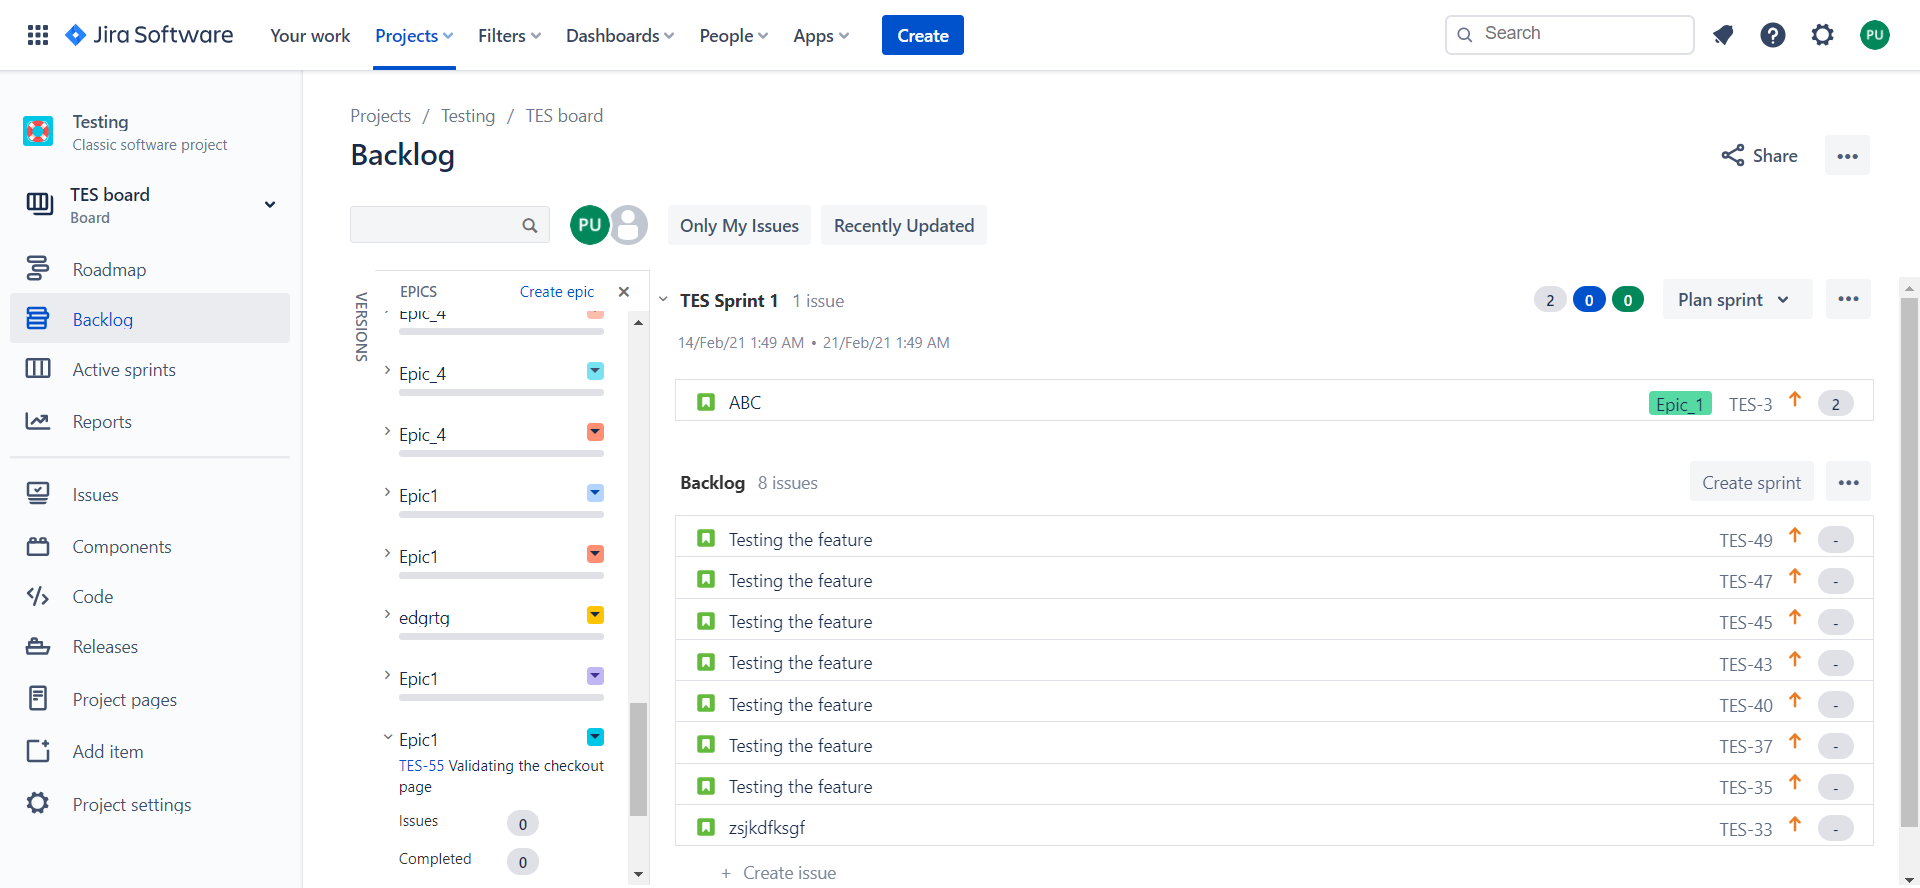 Jira Software
Your work
Projects
Filters
Dashboards
People
Apps
Create
Search
PU
Testing
Classic software project
TES board
Board
Roadmap
Backlog
Active sprints
Reports
Issues
Components
Code
Releases
Project pages
Add item
Project settings
Projects / Testing / TES board
Backlog
Share
PU
Only My Issues
Recently Updated
VERSIONS
EPICS
Create epic
Epic_4
Epic_4
Epic_4
Epic1
Epic1
edgrtg
Epic1
Epic1
TES-55 Validating the checkout
page
Issues 0
Completed 0
TES Sprint 1 1 issue
2 0 0
Plan sprint
14/Feb/21 1:49 AM • 21/Feb/21 1:49 AM
ABC Epic_1 TES-3 2
Backlog 8 issues
Create sprint
Testing the feature TES-49 -
Testing the feature TES-47 -
Testing the feature TES-45 -
Testing the feature TES-43 -
Testing the feature TES-40 -
Testing the feature TES-37 -
Testing the feature TES-35 -
zsjkdfksgf TES-33 -
+ Create issue